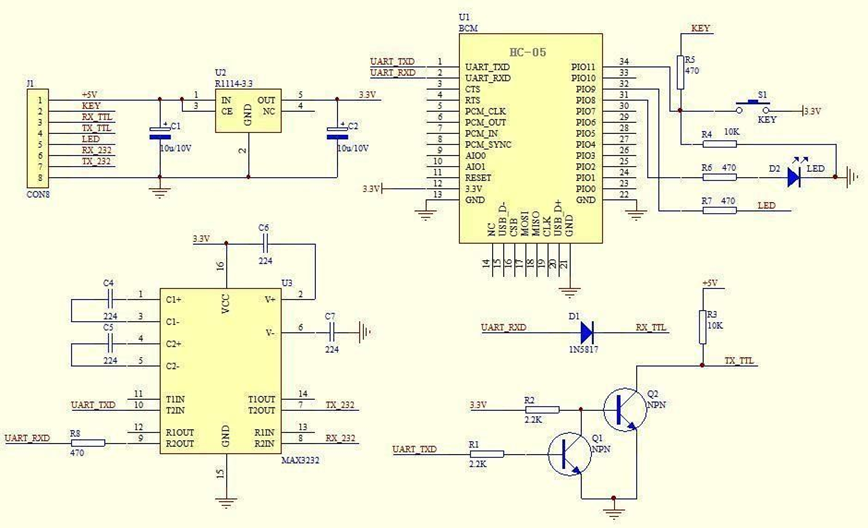 U1
BCM
HC-05
UART_TXD 1 UART_TXD PIO11 34
UART_RXD 2 UART_RXD PIO10 33
3 CTS PIO9 32
4 RTS PIO8 31
5 PCM_CLK PIO7 30
6 PCM_OUT PIO6 29
7 PCM_IN PIO5 28
8 PCM_SYNC PIO4 27
9 AIO0 PIO3 26
10 AIO1 PIO2 25
11 RESET PIO1 24
3.3V 12 3.3V PIO0 23
13 GND GND 22
NC USB_D- CSB MOSI MISO CLK USB_D+ GND
14 15 16 17 18 19 20 21
KEY
R5
470
S1
KEY
3.3V
R4 10K
R6 470
D2 LED
R7 470 LED
J1
1 +5V
2 KEY
3 RX_TTL
4 TX_TTL
5 LED
6 RX_232
7 TX_232
8
CON8
U2
R1114-3.3
1 IN OUT 5 3.3V
3 CE NC 4
GND
2
+ C1
10u/10V
+ C2
10u/10V
3.3V
C6
224
16
U3
VCC
C4
224
C5
224
1 C1+ V+ 2
3 C1-
4 C2+ V- 6
5 C2-
C7
224
11 T1IN T1OUT 14
UART_TXD 10 T2IN T2OUT 7 TX_232
12 R1OUT R1IN 13
UART_RXD R8 470 9 R2OUT R2IN 8 RX_232
GND
15
MAX3232
UART_RXD D1 RX_TTL
1N5817
+5V
R3
10K
TX_TTL
3.3V R2
2.2K
Q2
NPN
UART_TXD R1
2.2K
Q1
NPN